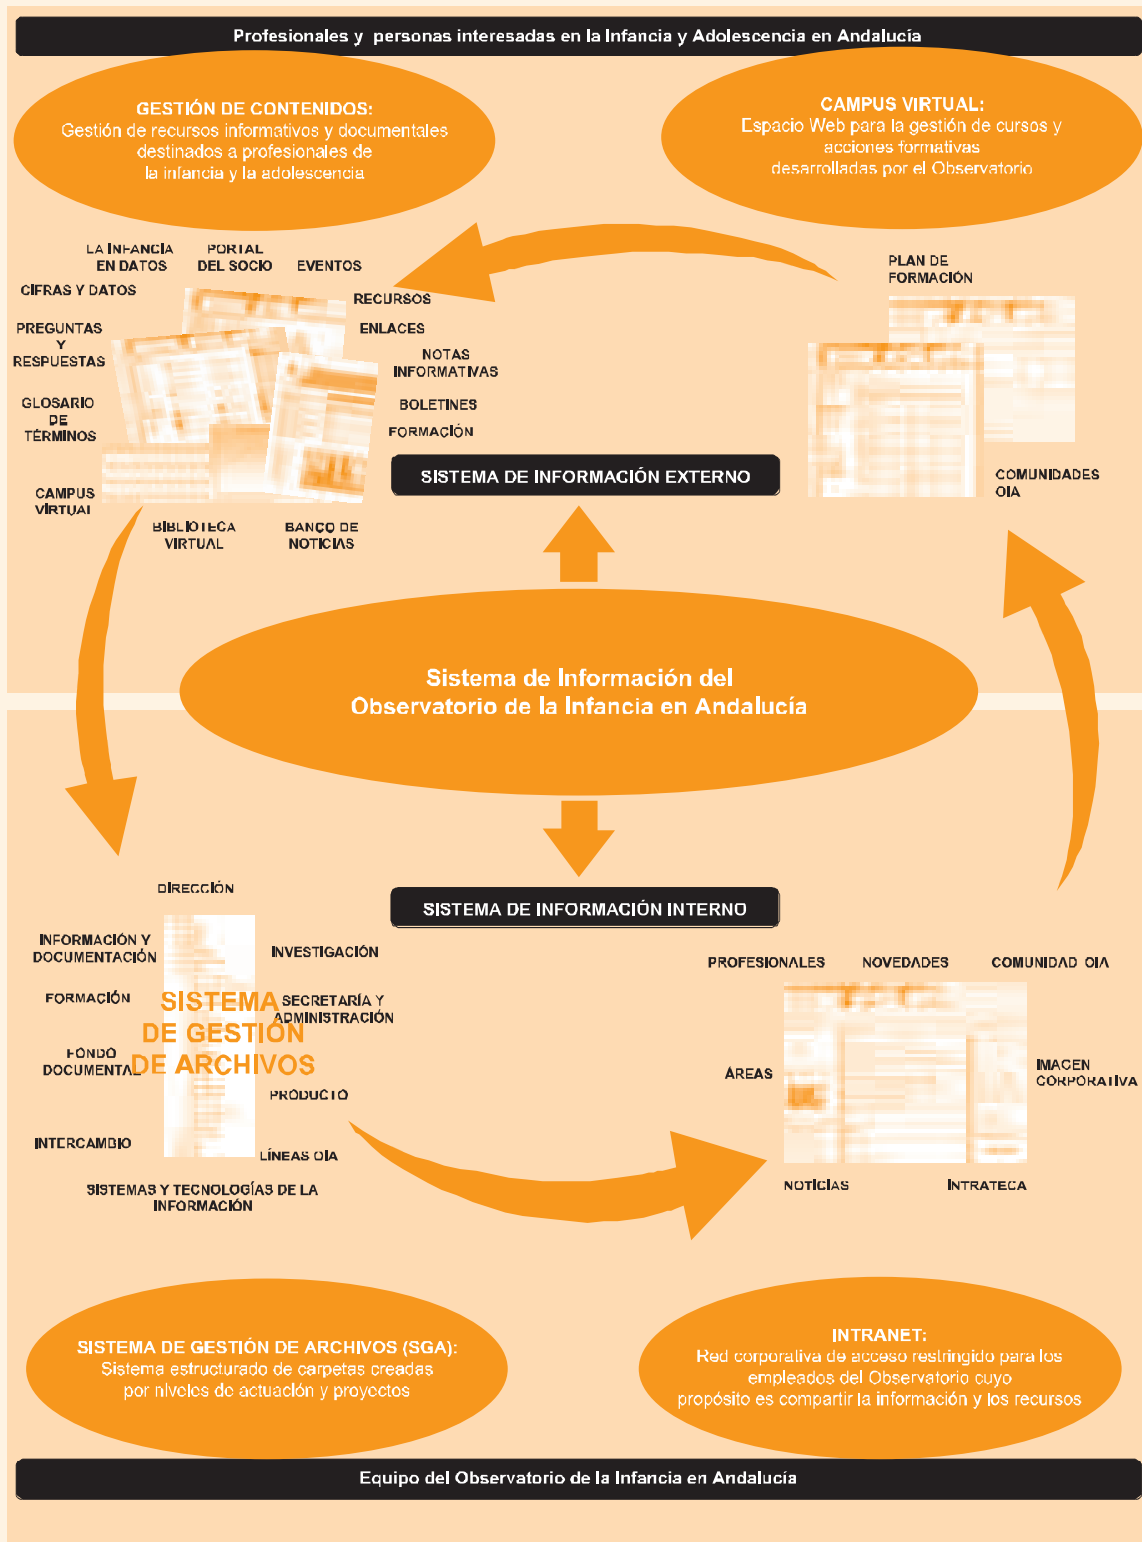 Profesionales y personas interesadas en la Infancia y Adolescencia en Andalucía
GESTIÓN DE CONTENIDOS:
Gestión de recursos informativos y documentales
destinados a profesionales de
la infancia y la adolescencia
CAMPUS VIRTUAL:
Espacio Web para la gestión de cursos y
acciones formativas
desarrolladas por el Observatorio
LA INFANCIA
EN DATOS
PORTAL
DEL SOCIO
EVENTOS
CIFRAS Y DATOS
RECURSOS
PREGUNTAS
Y
RESPUESTAS
ENLACES
NOTAS
INFORMATIVAS
GLOSARIO
DE
TÉRMINOS
BOLETINES
FORMACIÓN
CAMPUS
VIRTUAL
BIBLIOTECA
VIRTUAL
BANCO DE
NOTICIAS
PLAN DE
FORMACIÓN
COMUNIDADES
OIA
SISTEMA DE INFORMACIÓN EXTERNO
Sistema de Información del
Observatorio de la Infancia en Andalucía
SISTEMA DE INFORMACIÓN INTERNO
DIRECCIÓN
INFORMACIÓN Y
DOCUMENTACIÓN
INVESTIGACIÓN
FORMACIÓN
SECRETARÍA Y
ADMINISTRACIÓN
SISTEMA
DE GESTIÓN
DE ARCHIVOS
FONDO
DOCUMENTAL
PRODUCTO
INTERCAMBIO
LÍNEAS OIA
SISTEMAS Y TECNOLOGÍAS DE LA
INFORMACIÓN
PROFESIONALES
NOVEDADES
COMUNIDAD OIA
ÁREAS
IMAGEN
CORPORATIVA
NOTICIAS
INTRATECA
SISTEMA DE GESTIÓN DE ARCHIVOS (SGA):
Sistema estructurado de carpetas creadas
por niveles de actuación y proyectos
INTRANET:
Red corporativa de acceso restringido para los
empleados del Observatorio cuyo
propósito es compartir la información y los recursos
Equipo del Observatorio de la Infancia en Andalucía